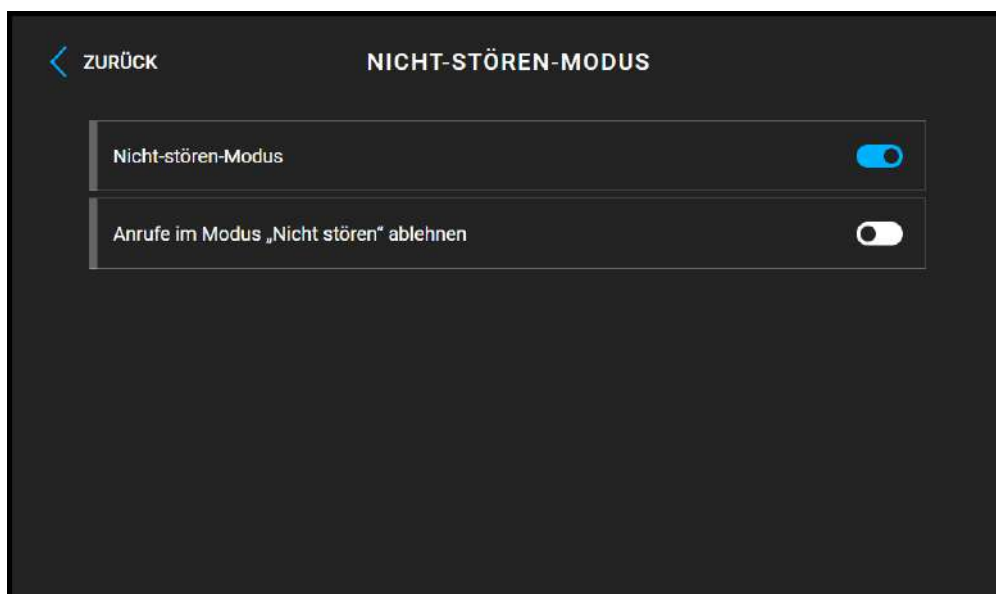 ZURÜCK
NICHT-STÖREN-MODUS
Nicht-stören-Modus
Anrufe im Modus „Nicht stören“ ablehnen